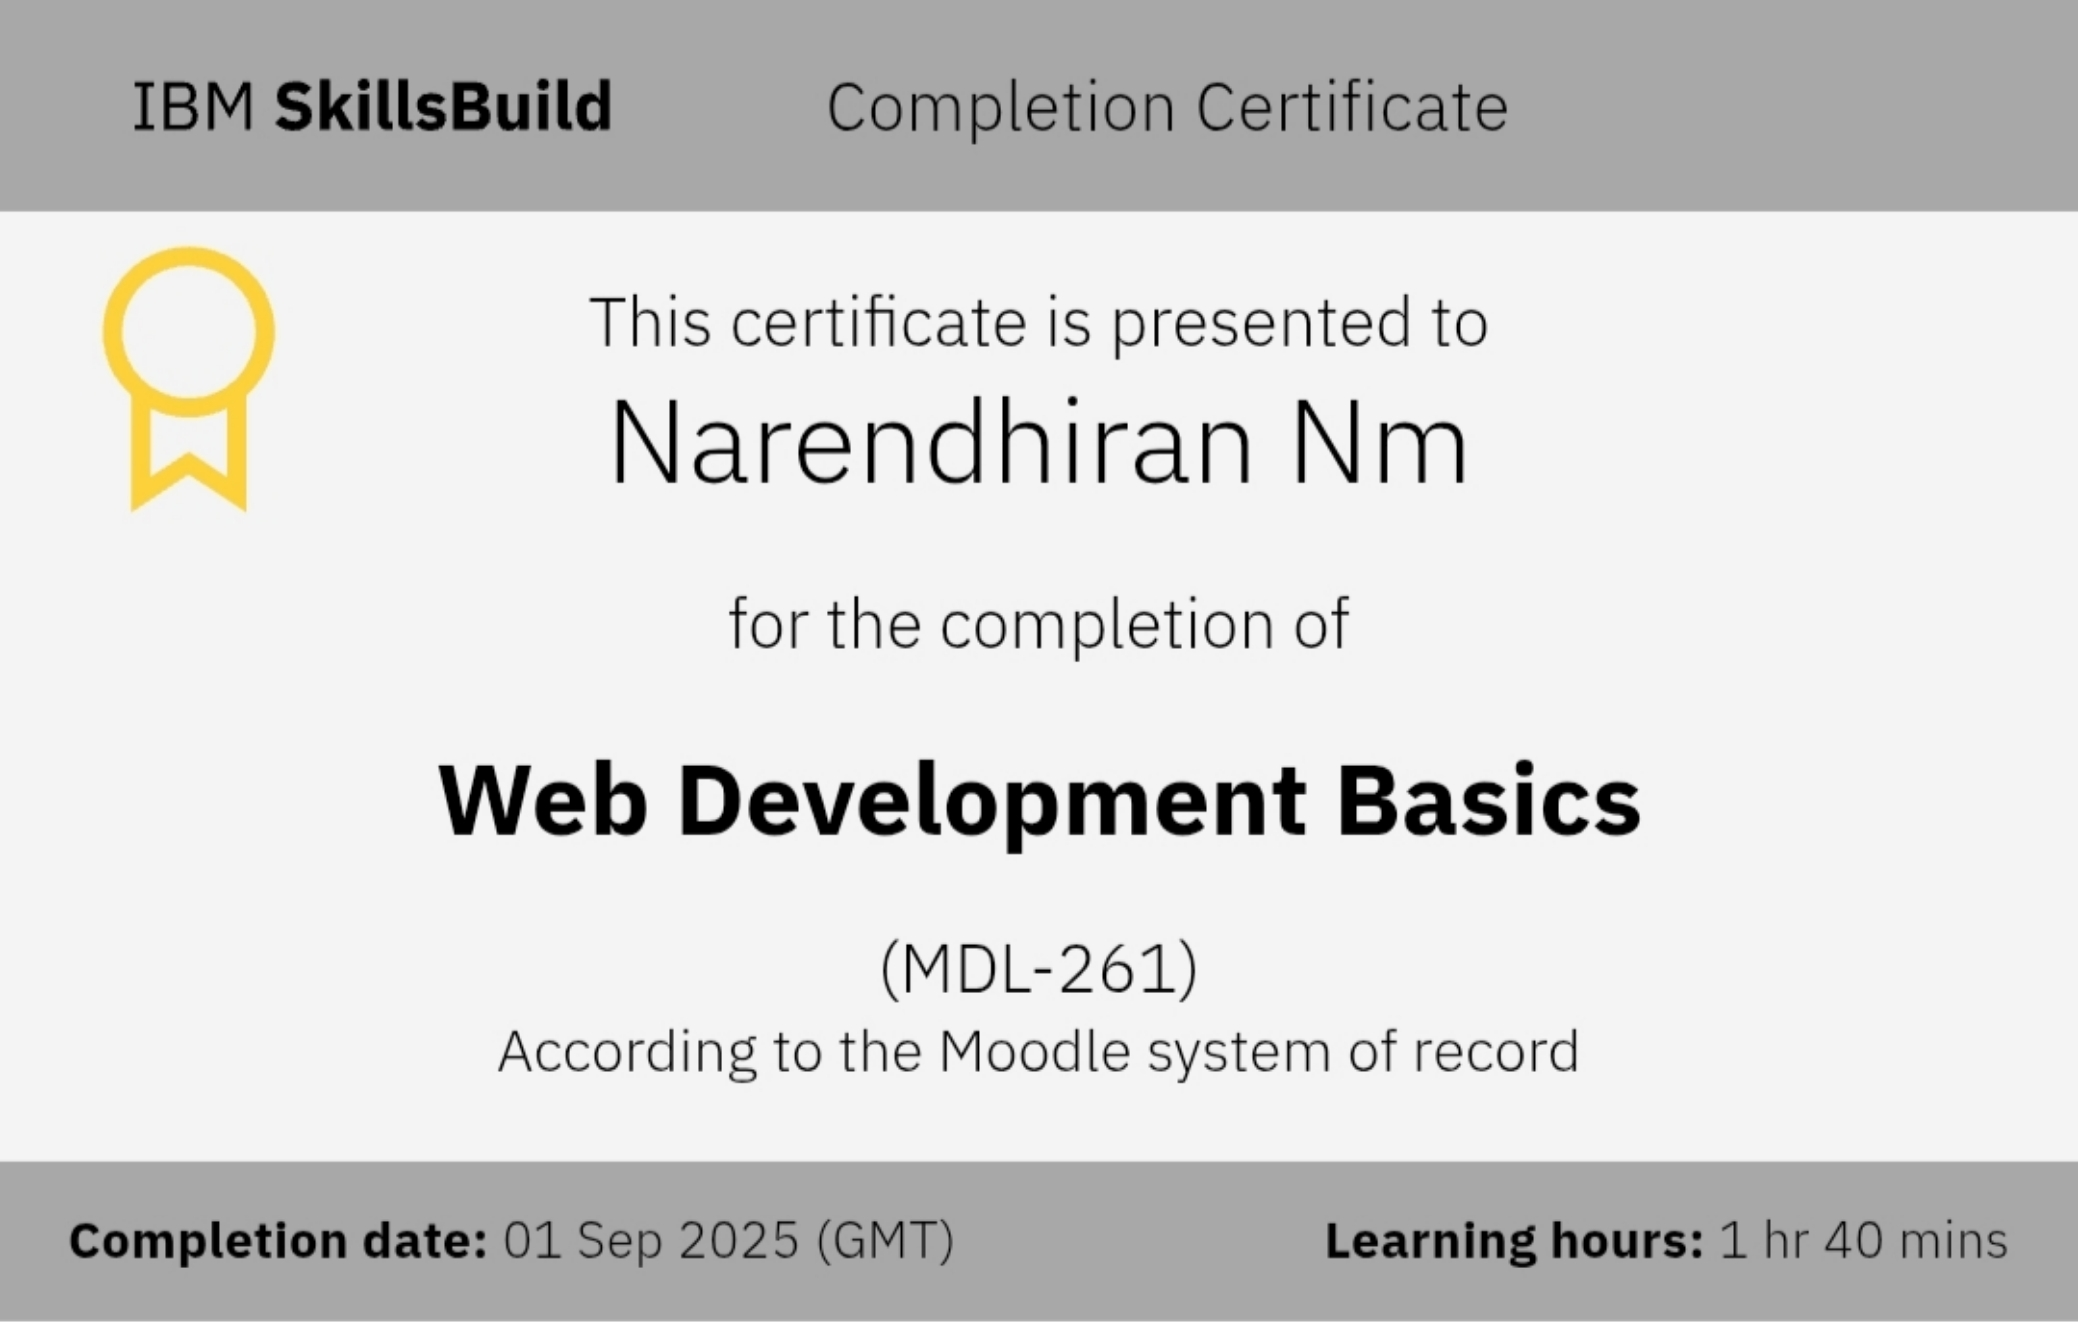 IBM SkillsBuild
Completion Certificate
This certificate is presented to
Narendhiran Nm
for the completion of
Web Development Basics
(MDL-261)
According to the Moodle system of record
Completion date: 01 Sep 2025 (GMT)
Learning hours: 1 hr 40 mins